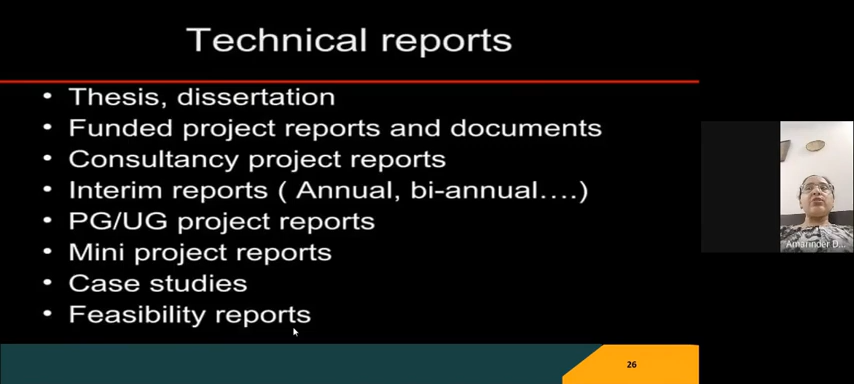 Technical reports
• Thesis, dissertation
• Funded project reports and documents
• Consultancy project reports
• Interim reports ( Annual, bi-annual….)
• PG/UG project reports
• Mini project reports
• Case studies
• Feasibility reports
Amarinder D...
26